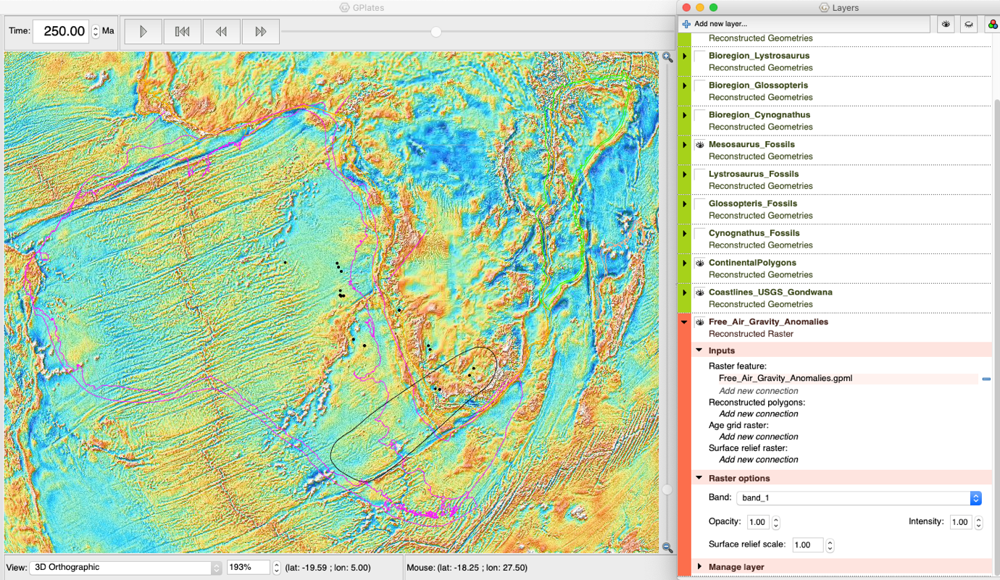 GPlates
Layers
Time: 250.00 Ma
Add new layer...
Reconstructed Geometries
Bioregion_Lystrosaurus
Reconstructed Geometries
Bioregion_Glossopteris
Reconstructed Geometries
Bioregion_Cynognathus
Reconstructed Geometries
Mesosaurus_Fossils
Reconstructed Geometries
Lystrosaurus_Fossils
Reconstructed Geometries
Glossopteris_Fossils
Reconstructed Geometries
Cynognathus_Fossils
Reconstructed Geometries
ContinentalPolygons
Reconstructed Geometries
Coastlines_USGS_Gondwana
Reconstructed Geometries
Free_Air_Gravity_Anomalies
Reconstructed Raster
Inputs
Raster feature:
Free_Air_Gravity_Anomalies.gpml
Add new connection
Reconstructed polygons:
Add new connection
Age grid raster:
Add new connection
Surface relief raster:
Add new connection
Raster options
Band: band_1
Opacity: 1.00 Intensity: 1.00
Surface relief scale: 1.00
Manage layer
View: 3D Orthographic 193% (lat: -19.59 ; lon: 5.00) Mouse: (lat: -18.25 ; lon: 27.50)